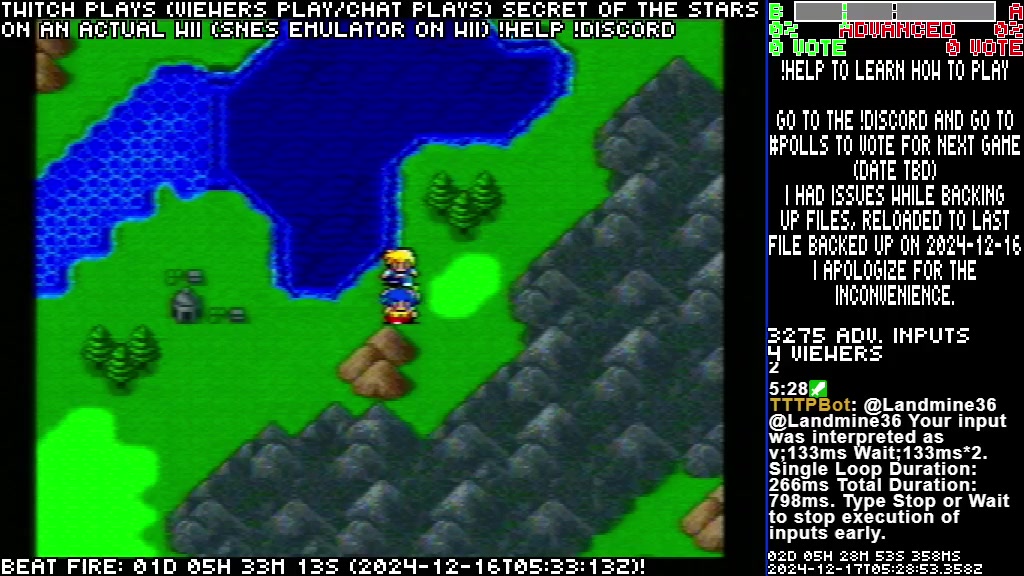 TWITCH PLAYS (VIEWERS PLAY/CHAT PLAYS) SECRET OF THE STARS
ON AN ACTUAL WII (SNES EMULATOR ON WII) !HELP !DISCORD
B A
0% ADVANCED 0%
0 VOTE 0 VOTE
!HELP TO LEARN HOW TO PLAY
GO TO THE !DISCORD AND GO TO
#POLLS TO VOTE FOR NEXT GAME
(DATE TBD)
I HAD ISSUES WHILE BACKING
UP FILES, RELOADED TO LAST
FILE BACKED UP ON 2024-12-16
I APOLOGIZE FOR THE
INCONVENIENCE.
3275 ADV. INPUTS
4 VIEWERS
2
5:28
TTTPBot: @Landmine36
@Landmine36 Your input
was interpreted as
v;133ms Wait;133ms*2.
Single Loop Duration:
266ms Total Duration:
798ms. Type Stop or Wait
to stop execution of
inputs early.
02D 05H 28M 53S 358MS
2024-12-17T05:28:53.358Z
BEAT FIRE: 01D 05H 33M 13S (2024-12-16T05:33:13Z)!